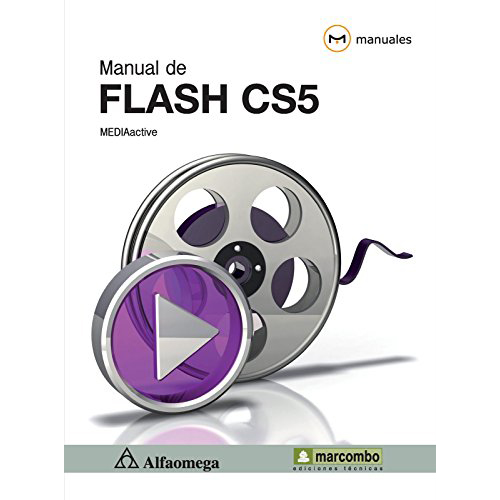 manuales
Manual de
FLASH CS5
MEDIAactive
Alfaomega
marcombo
ediciones técnicas